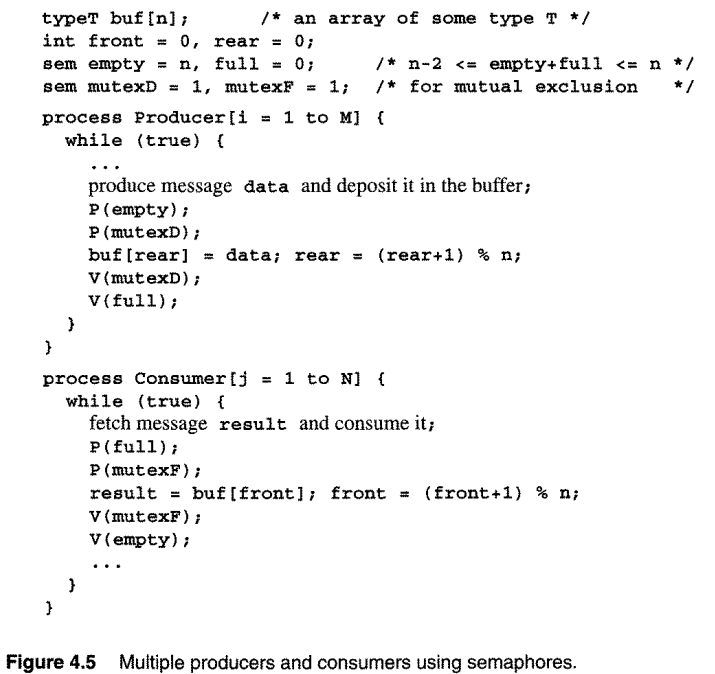 typeT buf[n];      /* an array of some type T */
int front = 0, rear = 0;
sem empty = n, full = 0;      /* n-2 <= empty+full <= n */
sem mutexD = 1, mutexF = 1;  /* for mutual exclusion   */
process Producer[i = 1 to M] {
  while (true) {
    ...
    produce message data and deposit it in the buffer;
    P(empty);
    P(mutexD);
    buf[rear] = data; rear = (rear+1) % n;
    V(mutexD);
    V(full);
  }
}
process Consumer[j = 1 to N] {
  while (true) {
    fetch message result and consume it;
    P(full);
    P(mutexF);
    result = buf[front]; front = (front+1) % n;
    V(mutexF);
    V(empty);
    ...
  }
}
Figure 4.5   Multiple producers and consumers using semaphores.